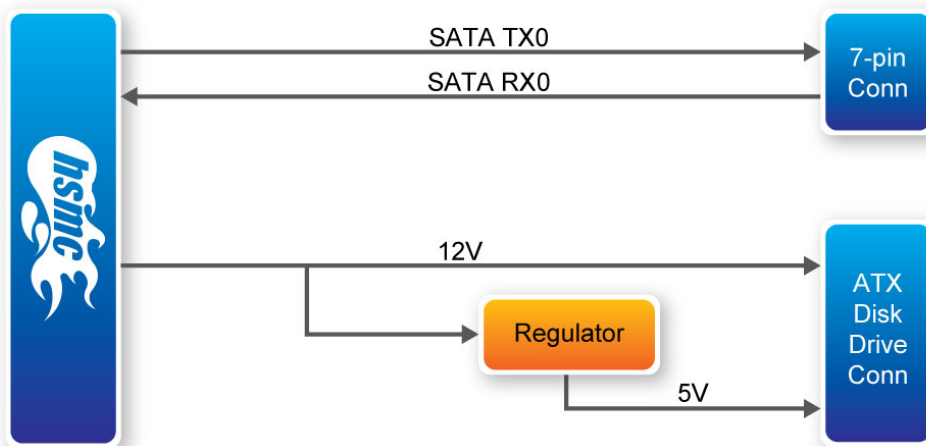 SATA TX0
SATA RX0
7-pin
Conn
hsmc
12V
Regulator
5V
ATX
Disk
Drive
Conn